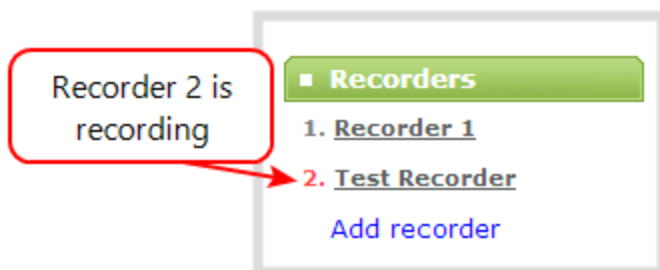 Recorder 2 is
recording
Recorders
1. Recorder 1
2. Test Recorder
Add recorder